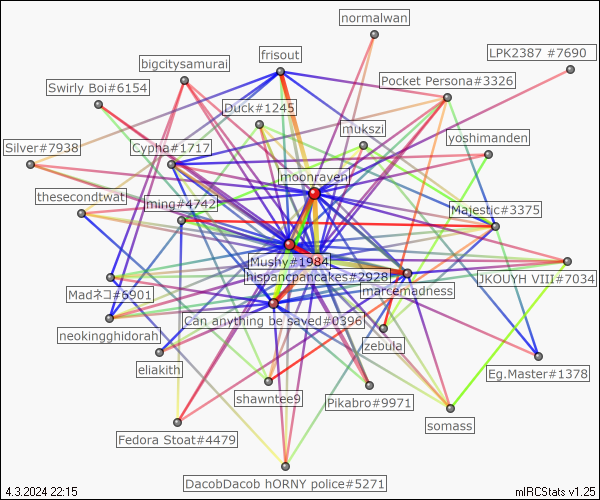 normalwan
frisout
LPK2387 #7690
bigcitysamurai
Pocket Persona#3326
Swirly Boi#6154
Duck#1245
mukszi
yoshimanden
Silver#7938
Cypha#1717
moonraven
thesecondtwat
ming#4742
Majestic#3375
Mushy#1984
hispancpancakes#2928
JKOUYH VIII#7034
Madネコ#6901
marcemadness
Can anything be saved#0396
neokingghidorah
zebula
eliakith
Eg.Master#1378
shawntee9
Pikabro#9971
somass
Fedora Stoat#4479
DacobDacob hORNY police#5271
4.3.2024 22:15
mIRCStats v1.25